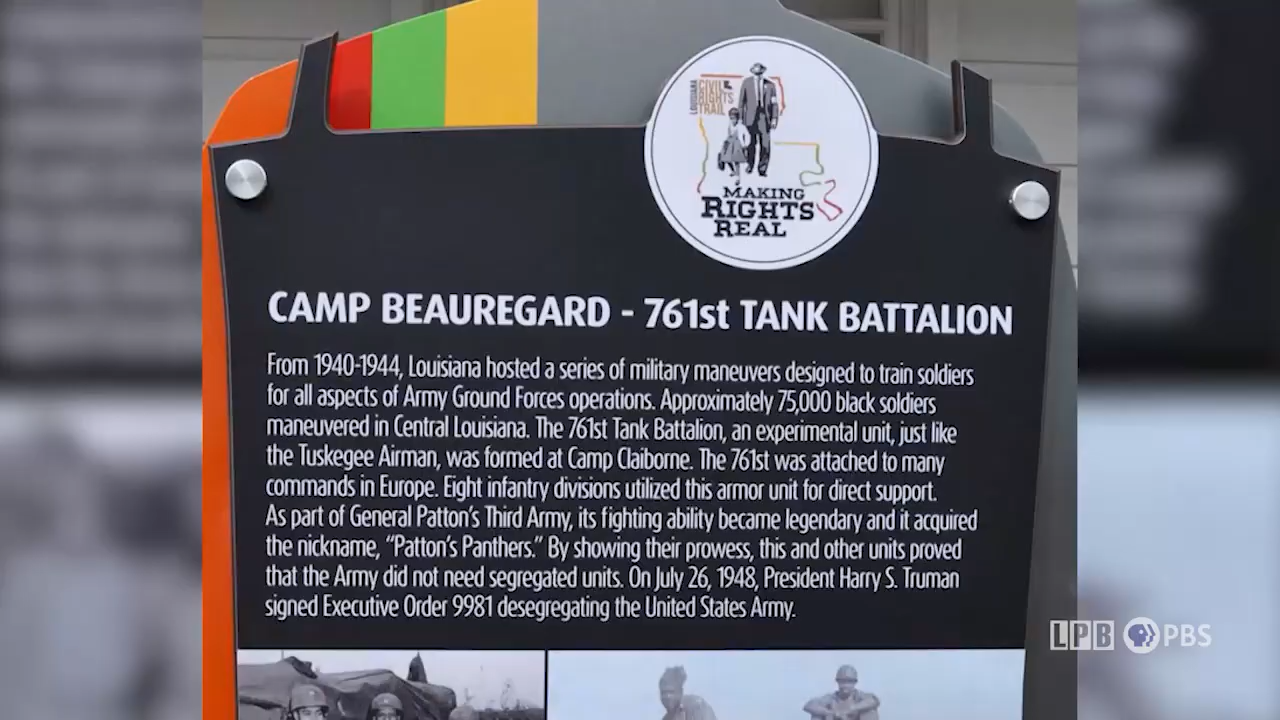 LOUISIANA
CIVIL
RIGHTS
TRAIL
MAKING
RIGHTS
REAL
CAMP BEAUREGARD - 761st TANK BATTALION
From 1940-1944, Louisiana hosted a series of military maneuvers designed to train soldiers
for all aspects of Army Ground Forces operations. Approximately 75,000 black soldiers
maneuvered in Central Louisiana. The 761st Tank Battalion, an experimental unit, just like
the Tuskegee Airman, was formed at Camp Claiborne. The 761st was attached to many
commands in Europe. Eight infantry divisions utilized this armor unit for direct support.
As part of General Patton's Third Army, its fighting ability became legendary and it acquired
the nickname, “Patton's Panthers.” By showing their prowess, this and other units proved
that the Army did not need segregated units. On July 26, 1948, President Harry S. Truman
signed Executive Order 9981 desegregating the United States Army.
LPB PBS